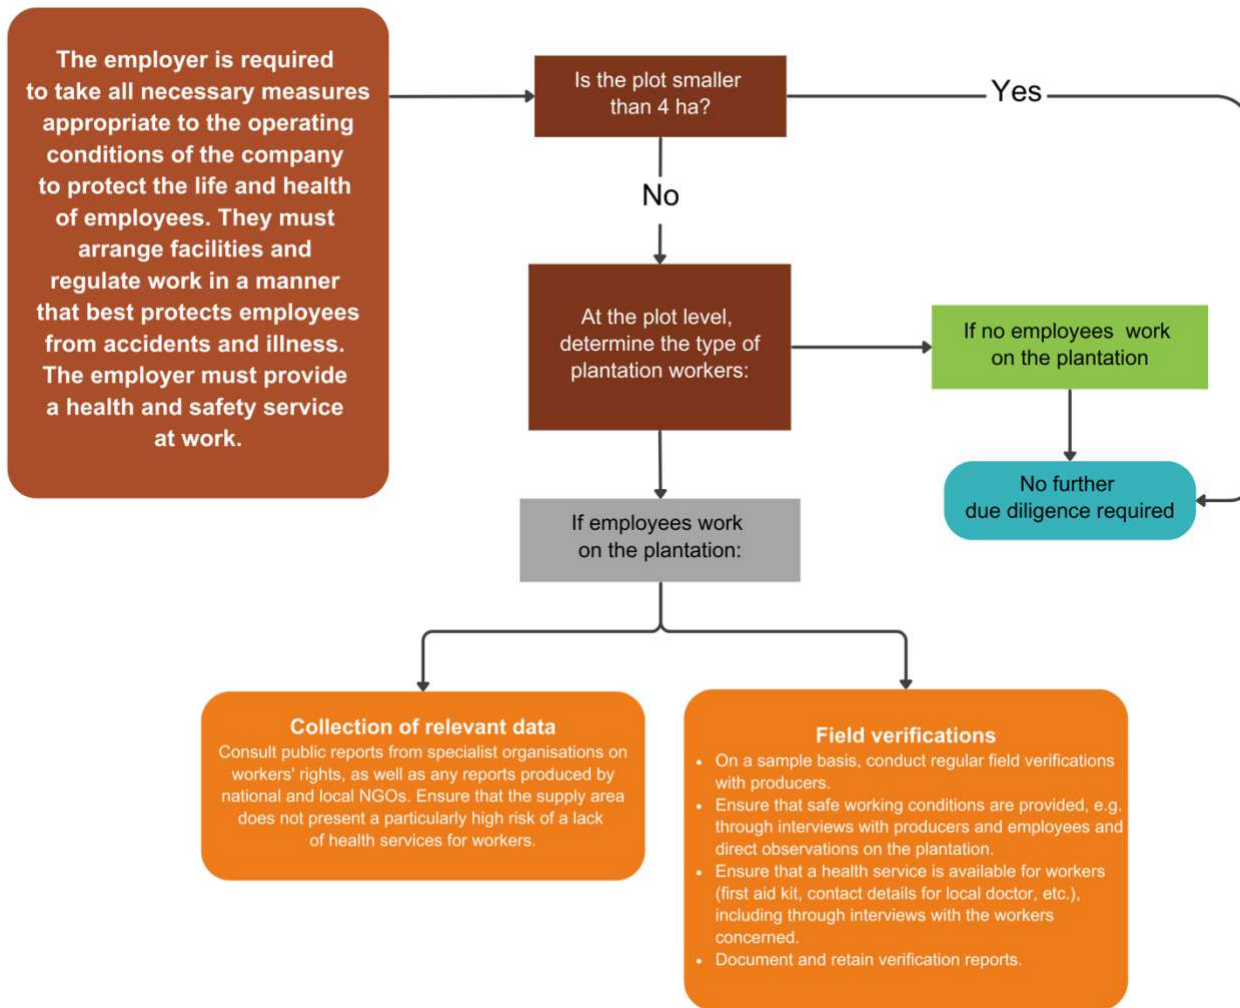 The employer is required
to take all necessary measures
appropriate to the operating
conditions of the company
to protect the life and health
of employees. They must
arrange facilities and
regulate work in a manner
that best protects employees
from accidents and illness.
The employer must provide
a health and safety service
at work.
Is the plot smaller
than 4 ha?
Yes
No
At the plot level,
determine the type of
plantation workers:
If no employees work
on the plantation
No further
due diligence required
If employees work
on the plantation:
Collection of relevant data
Consult public reports from specialist organisations on
workers' rights, as well as any reports produced by
national and local NGOs. Ensure that the supply area
does not present a particularly high risk of a lack
of health services for workers.
Field verifications
• On a sample basis, conduct regular field verifications
with producers.
• Ensure that safe working conditions are provided, e.g.
through interviews with producers and employees and
direct observations on the plantation.
• Ensure that a health service is available for workers
(first aid kit, contact details for local doctor, etc.),
including through interviews with the workers
concerned.
• Document and retain verification reports.